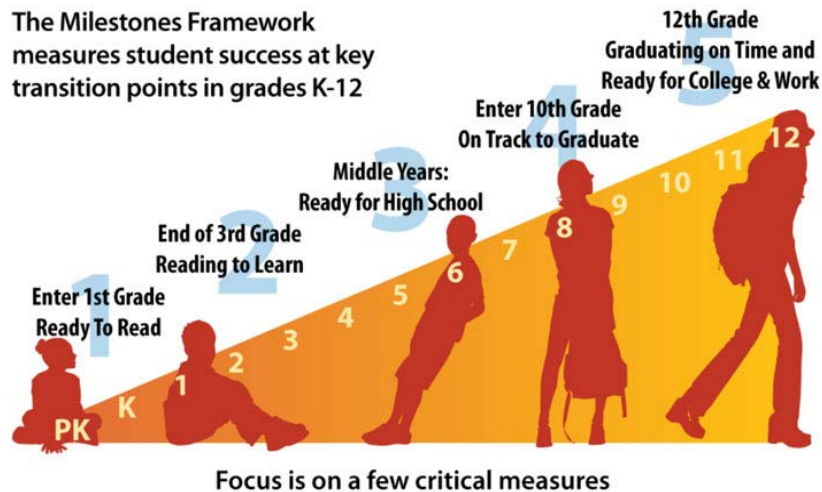 The Milestones Framework
measures student success at key
transition points in grades K-12
1
Enter 1st Grade
Ready To Read
2
End of 3rd Grade
Reading to Learn
3
Middle Years:
Ready for High School
4
Enter 10th Grade
On Track to Graduate
5
12th Grade
Graduating on Time and
Ready for College & Work
PK
K
1
2
3
4
5
6
7
8
9
10
11
12
Focus is on a few critical measures